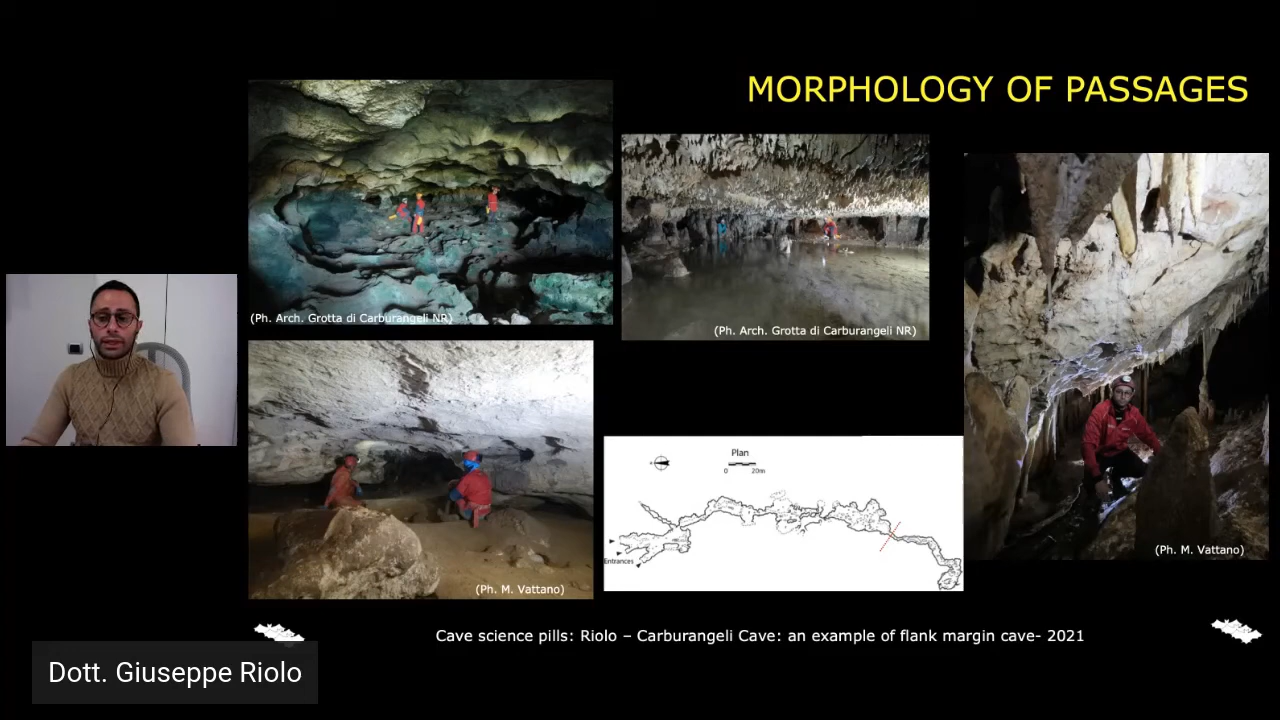 MORPHOLOGY OF PASSAGES
(Ph. Arch. Grotta di Carburangeli NR)
(Ph. Arch. Grotta di Carburangeli NR)
Plan
0 20m
Entrances
(Ph. M. Vattano)
(Ph. M. Vattano)
Cave science pills: Riolo – Carburangeli Cave: an example of flank margin cave- 2021
Dott. Giuseppe Riolo